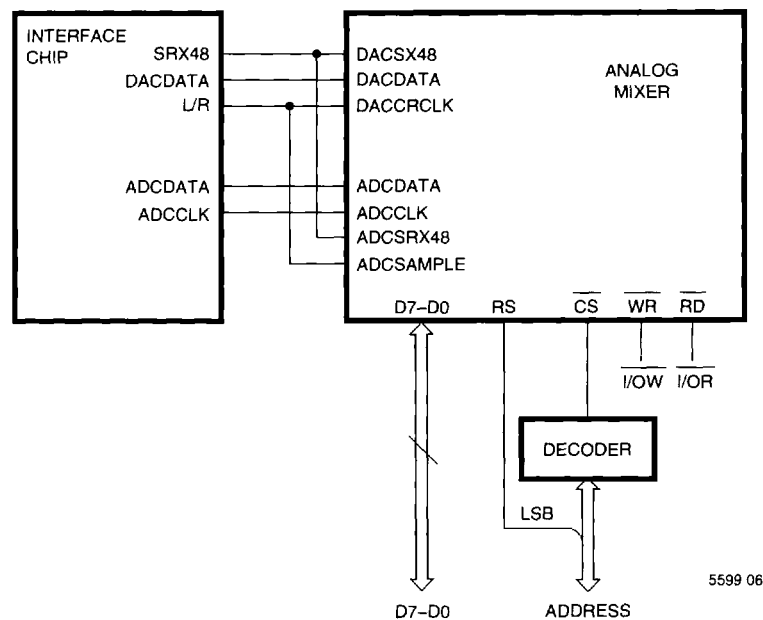 INTERFACE
CHIP
SRX48
DACDATA
L/R
ADCDATA
ADCCLK
DACSX48
DACDATA
DACCRCLK
ANALOG
MIXER
ADCDATA
ADCCLK
ADCSRX48
ADCSAMPLE
D7–D0 RS CS WR RD
I/OW I/OR
DECODER
LSB
5599 06
D7–D0 ADDRESS